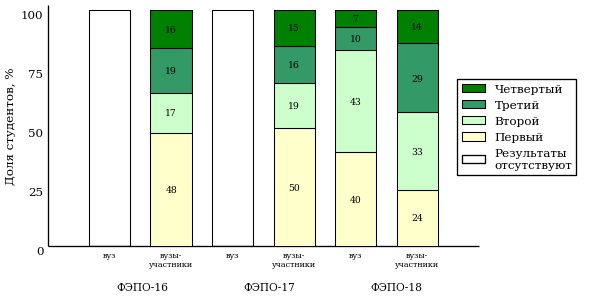 100
75
50
25
0
Доля студентов, %
16
19
17
48
15
16
19
50
7
10
43
40
14
29
33
24
вуз
вузы-
участники
вуз
вузы-
участники
вуз
вузы-
участники
ФЭПО-16
ФЭПО-17
ФЭПО-18
Четвертый
Третий
Второй
Первый
Результаты
отсутствуют